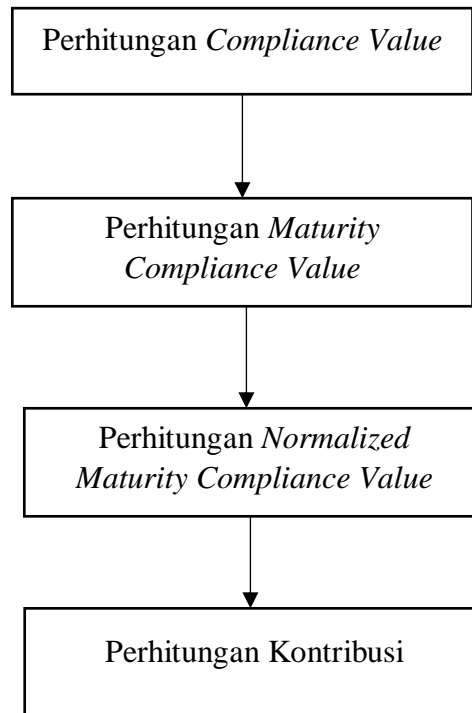 Perhitungan Compliance Value
Perhitungan Maturity
Compliance Value
Perhitungan Normalized
Maturity Compliance Value
Perhitungan Kontribusi